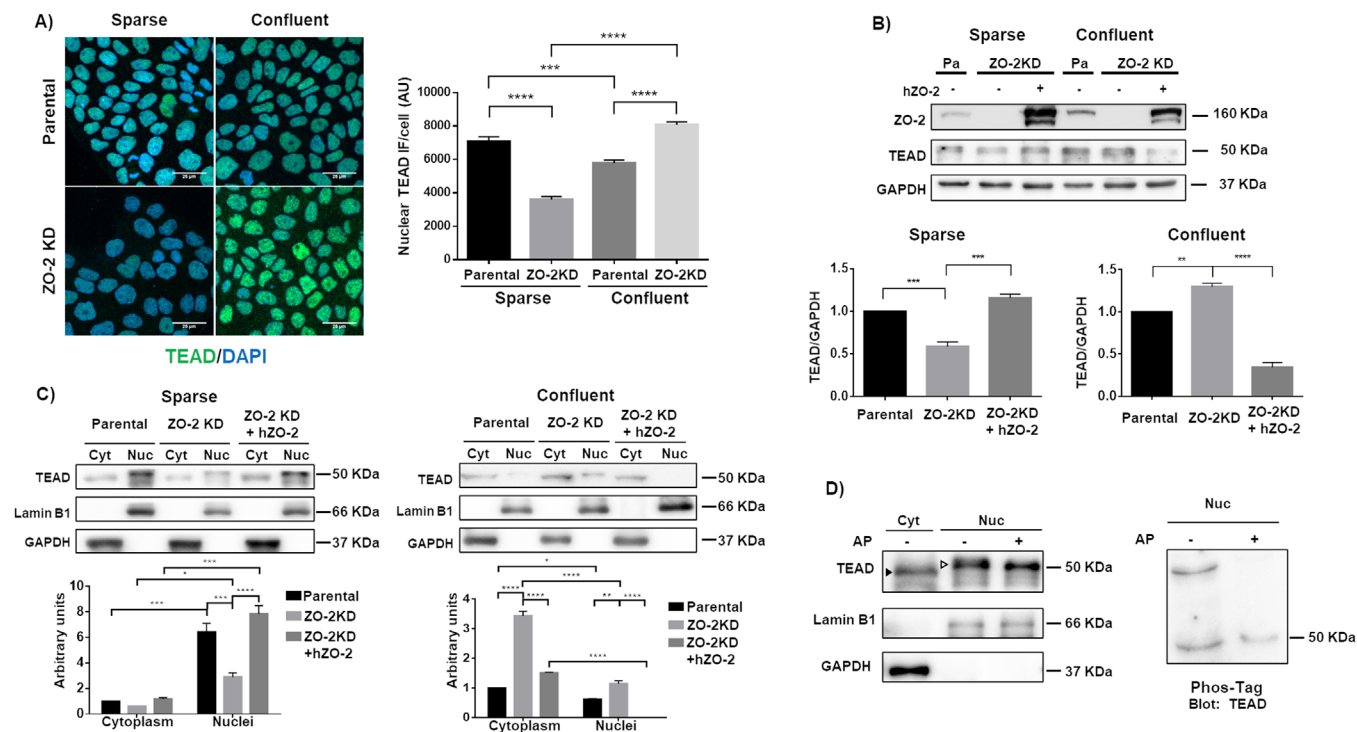 A)
Sparse Confluent
Parental
ZO-2 KD
25 µm
25 µm
25 µm
25 µm
TEAD/DAPI
**** 
***
**** ****
Nuclear TEAD IF/cell (AU)
10000
8000
6000
4000
2000
0
Parental ZO-2KD Parental ZO-2KD
Sparse Confluent
B)
Sparse Confluent
Pa ZO-2KD Pa ZO-2 KD
hZO-2 - - + - - +
ZO-2 160 KDa
TEAD 50 KDa
GAPDH 37 KDa
Sparse
TEAD/GAPDH
1.5
1.0
0.5
0.0
*** ***
Parental ZO-2KD ZO-2KD
+ hZO-2
Confluent
TEAD/GAPDH
1.5
1.0
0.5
0.0
** ****
Parental ZO-2KD ZO-2KD
+ hZO-2
C)
Sparse
Parental ZO-2 KD ZO-2 KD
+ hZO-2
Cyt Nuc Cyt Nuc Cyt Nuc
TEAD 50 KDa
Lamin B1 66 KDa
GAPDH 37 KDa
Arbitrary units
10
8
6
4
2
0
***
*
*** *** ****
Cytoplasm Nuclei
Parental
ZO-2KD
ZO-2KD
+hZO-2
Confluent
Parental ZO-2 KD ZO-2 KD
+ hZO-2
Cyt Nuc Cyt Nuc Cyt Nuc
TEAD 50 KDa
Lamin B1 66 KDa
GAPDH 37 KDa
Arbitrary units
4
3
2
1
0
*
****
**** **** ** ****
****
Cytoplasm Nuclei
Parental
ZO-2KD
ZO-2KD
+hZO-2
D)
Cyt Nuc
AP - - +
TEAD 50 KDa
Lamin B1 66 KDa
GAPDH 37 KDa
Nuc
AP - +
50 KDa
Phos-Tag
Blot: TEAD